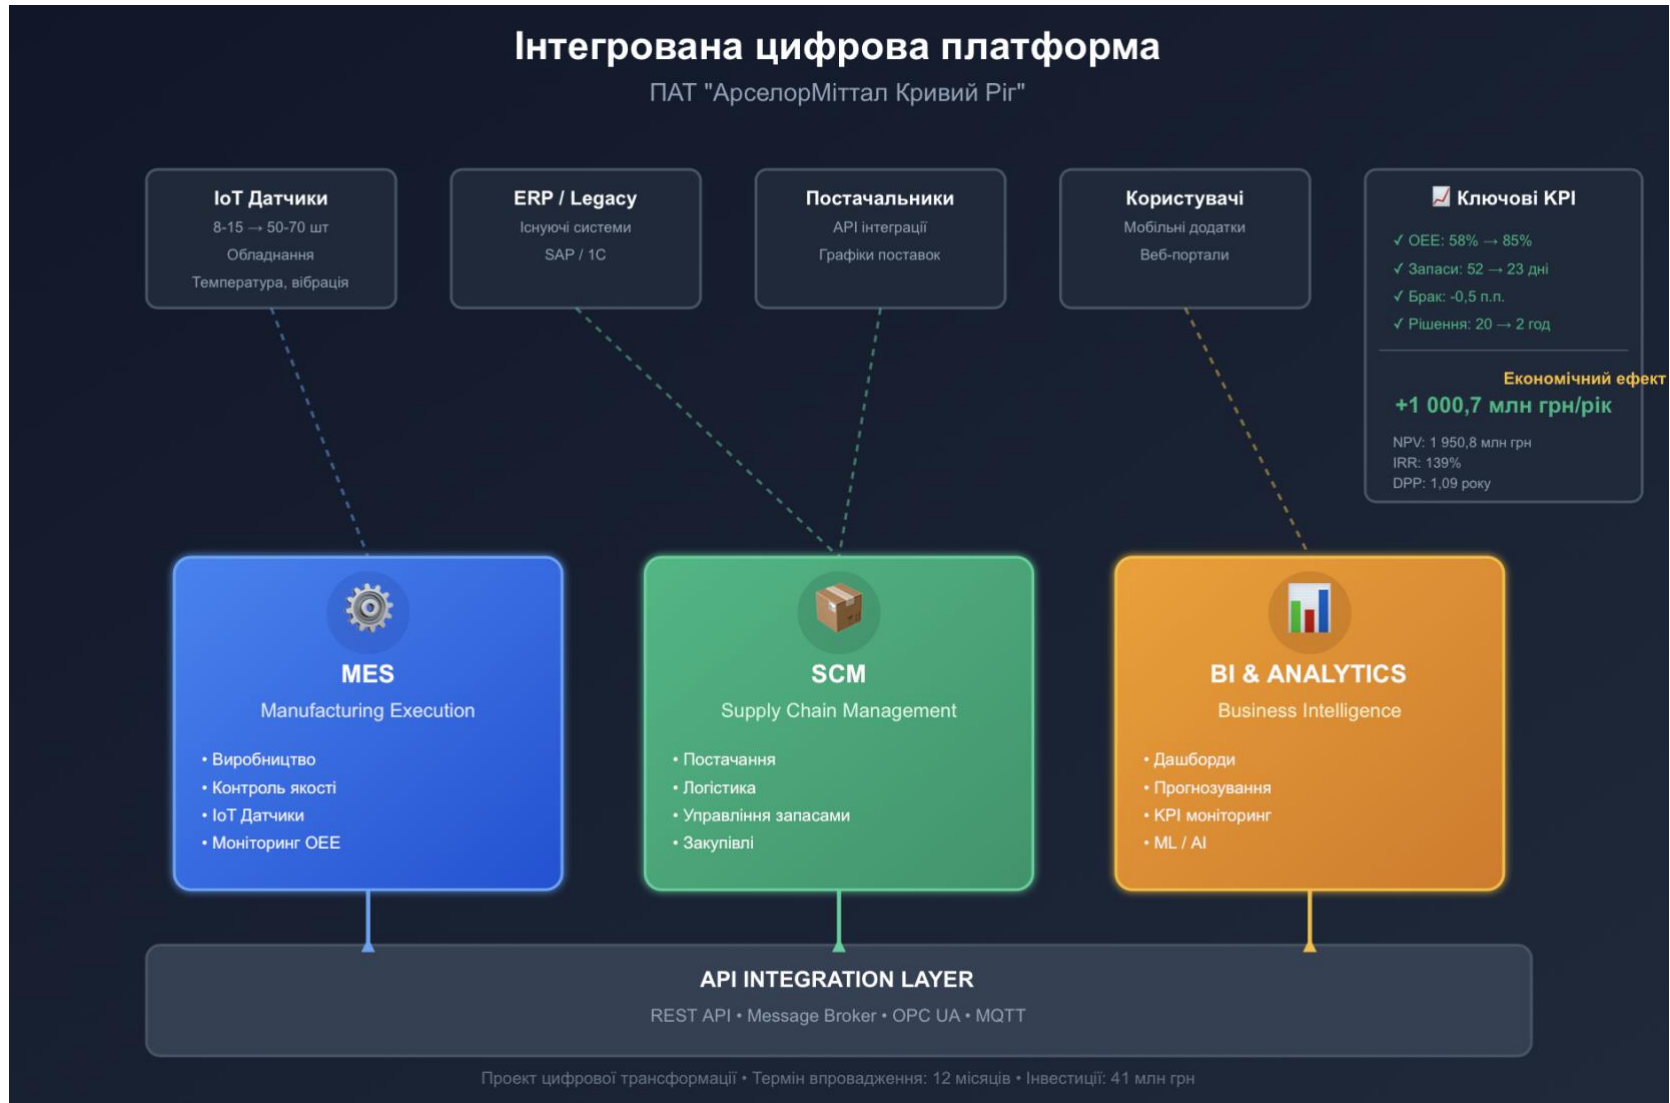 Інтегрована цифрова платформа
ПАТ "АрселорМіттал Кривий Ріг"
IoT Датчики
8-15 → 50-70 шт
Обладнання
Температура, вібрація
ERP / Legacy
Існуючі системи
SAP / 1C
Постачальники
API інтеграції
Графіки поставок
Користувачі
Мобільні додатки
Веб-портали
Ключові KPI
✓ OEE: 58% → 85%
✓ Запаси: 52 → 23 дні
✓ Брак: -0,5 п.п.
✓ Рішення: 20 → 2 год
Економічний ефект
+1 000,7 млн грн/рік
NPV: 1 950,8 млн грн
IRR: 139%
DPP: 1,09 року
MES
Manufacturing Execution
• Виробництво
• Контроль якості
• IoT Датчики
• Моніторинг OEE
SCM
Supply Chain Management
• Постачання
• Логістика
• Управління запасами
• Закупівлі
BI & ANALYTICS
Business Intelligence
• Дашборди
• Прогнозування
• KPI моніторинг
• ML / AI
API INTEGRATION LAYER
REST API • Message Broker • OPC UA • MQTT
Проект цифрової трансформації • Термін впровадження: 12 місяців • Інвестиції: 41 млн грн